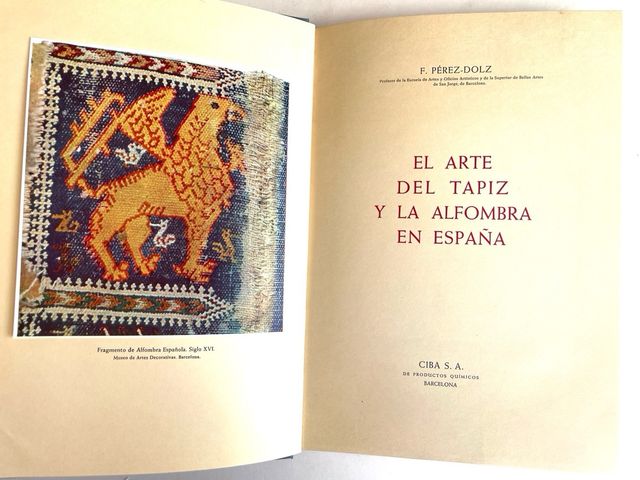 Fragmento de Alfombra Española. Siglo XVI.
Museo de Artes Decorativas. Barcelona.
F. PÉREZ-DOLZ
Profesor de la Escuela de Artes y Oficios Artísticos y de la Superior de Bellas Artes
de San Jorge, de Barcelona.
EL ARTE
DEL TAPIZ
Y LA ALFOMBRA
EN ESPAÑA
CIBA S. A.
DE PRODUCTOS QUÍMICOS
BARCELONA